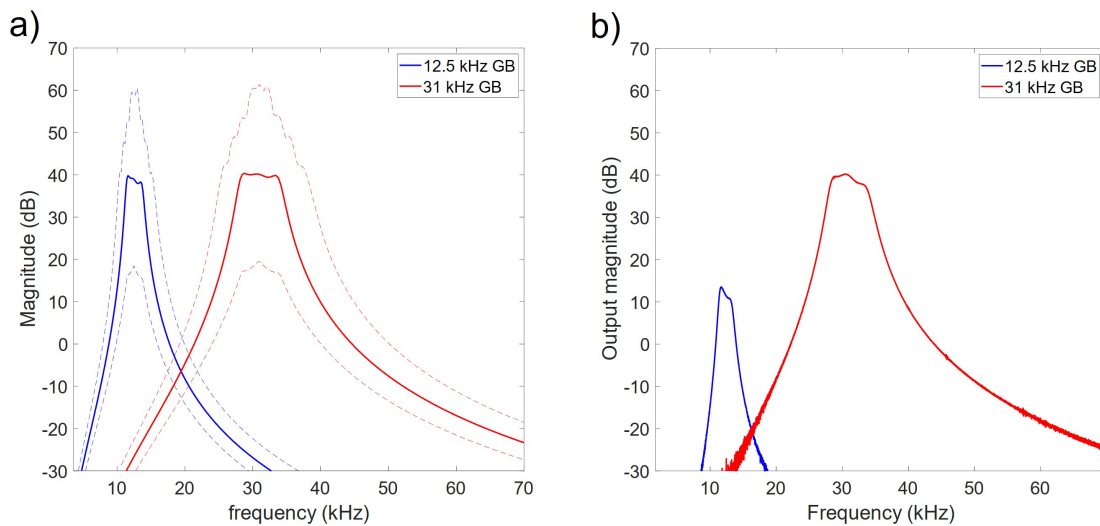 a)
70
60
50
40
30
20
10
0
-10
-20
-30
Magnitude (dB)
12.5 kHz GB
31 kHz GB
10 20 30 40 50 60 70
frequency (kHz)
b)
70
60
50
40
30
20
10
0
-10
-20
-30
Output magnitude (dB)
12.5 kHz GB
31 kHz GB
10 20 30 40 50 60
Frequency (kHz)